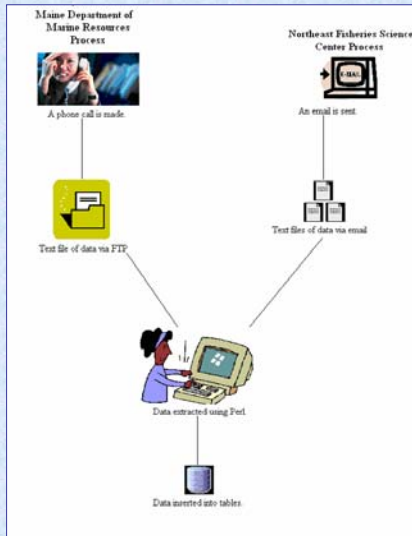 Maine Department of
Marine Resources
Process
A phone call is made.
Text file of data via FTP
Northeast Fisheries Science
Center Process
E-MAIL
An email is sent.
Text files of data via email
Data extracted using Perl
Data inserted into tables